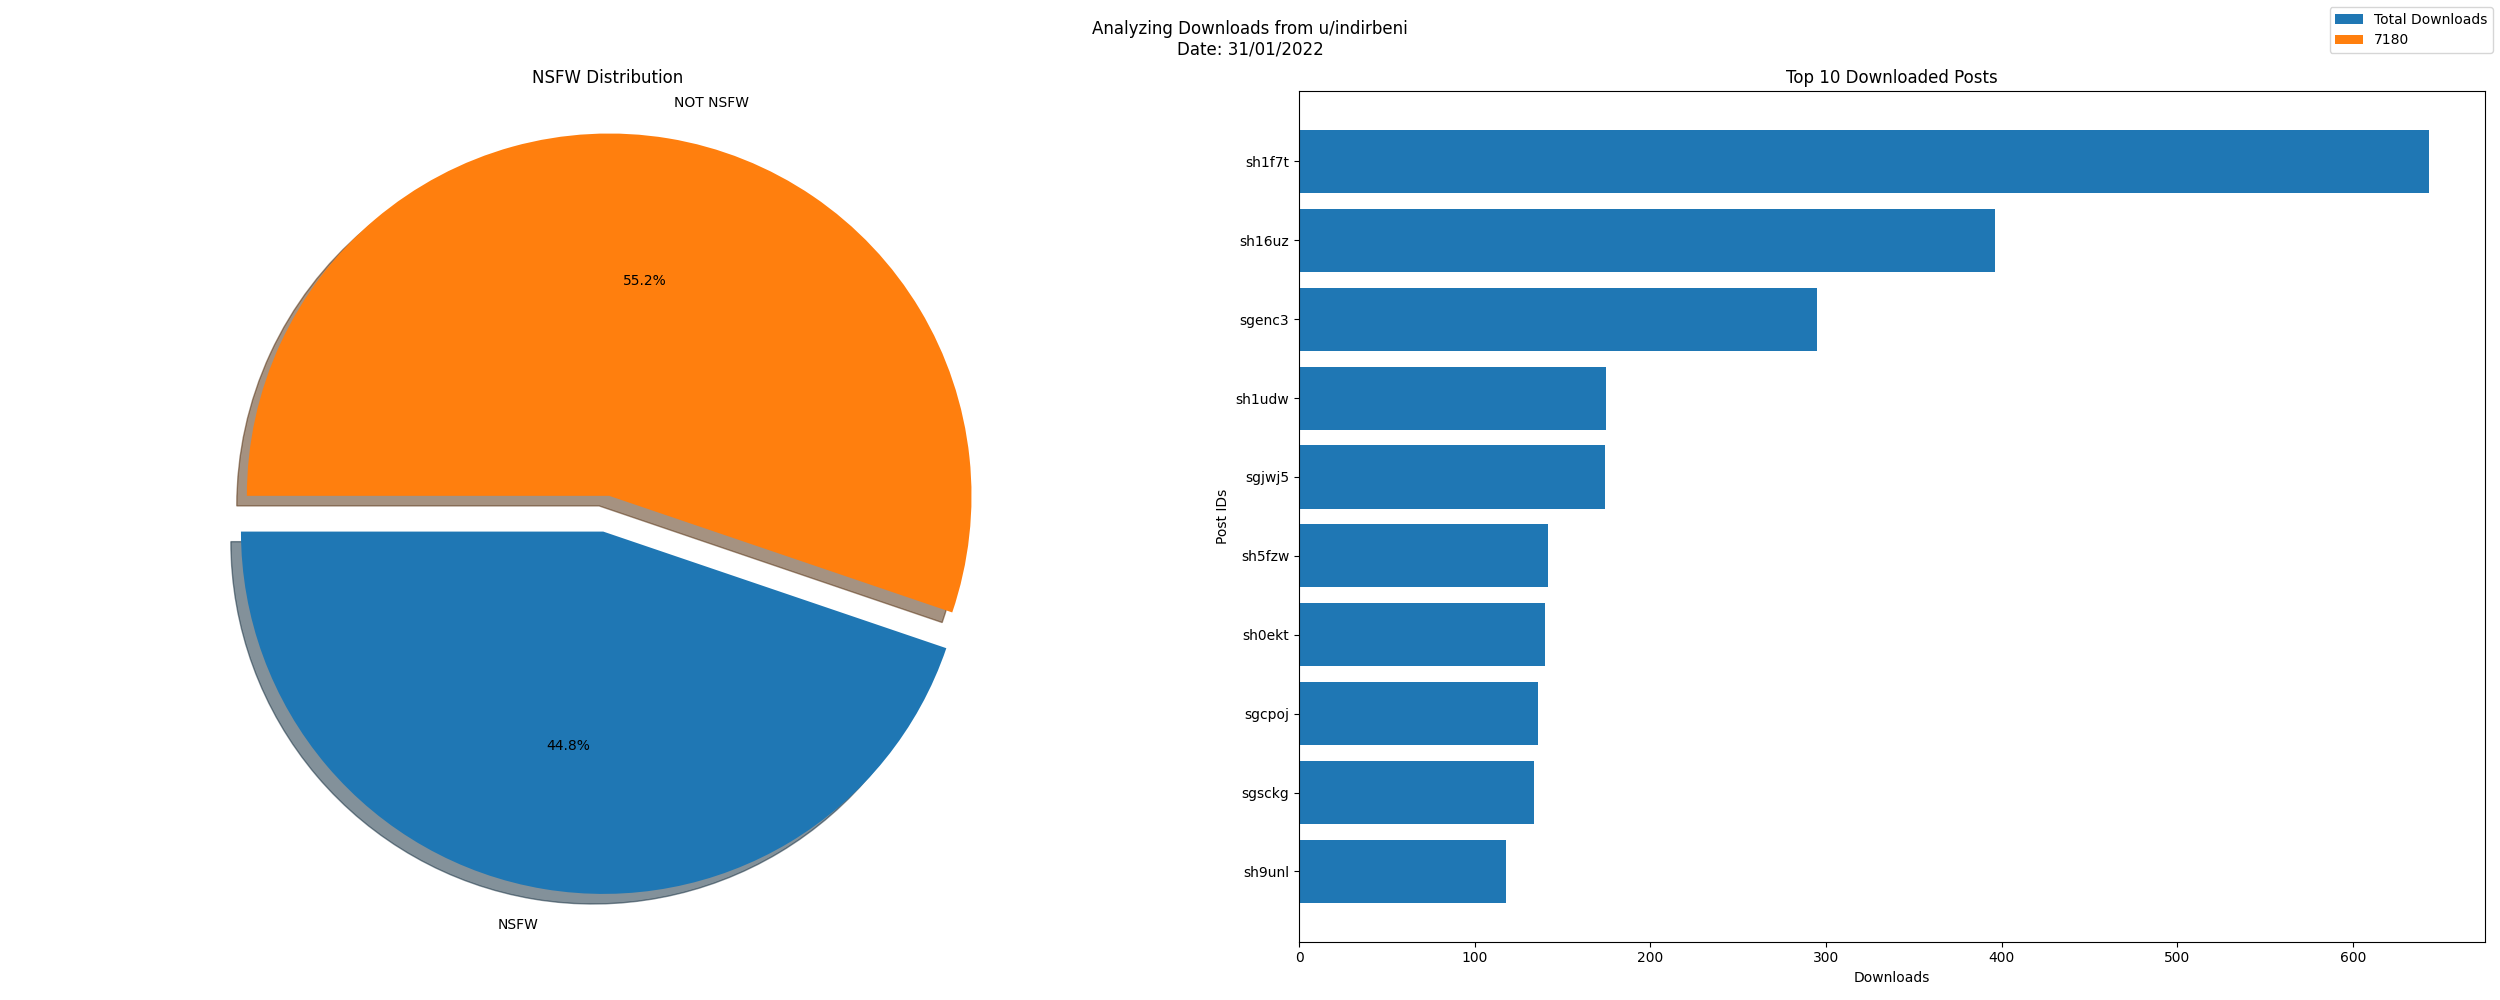 Analyzing Downloads from u/indirbeni
Date: 31/01/2022
Total Downloads
7180
NSFW Distribution
NOT NSFW
55.2%
44.8%
NSFW
Top 10 Downloaded Posts
Post IDs
sh1f7t
sh16uz
sgenc3
sh1udw
sgjwj5
sh5fzw
sh0ekt
sgcpoj
sgsckg
sh9unl
0 100 200 300 400 500 600
Downloads